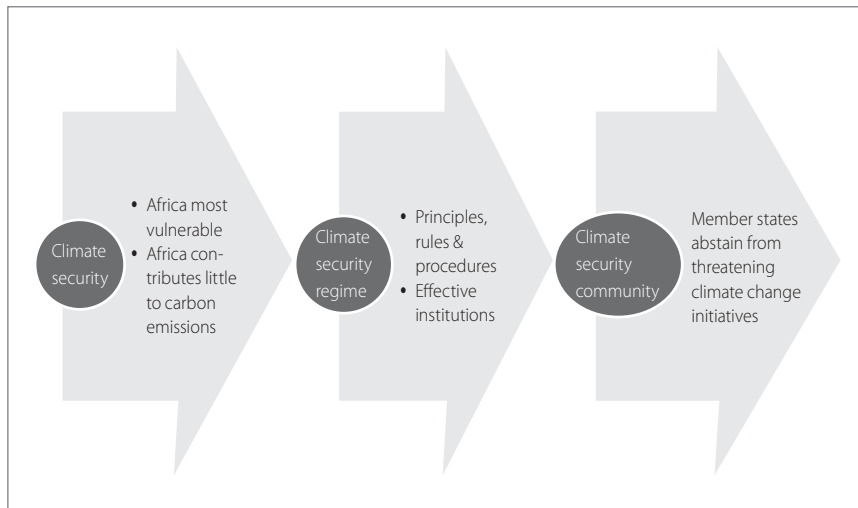 Climate
security
• Africa most
vulnerable
• Africa con-
tributes little
to carbon
emissions
Climate
security
regime
• Principles,
rules &
procedures
• Effective
institutions
Climate
security
community
Member states
abstain from
threatening
climate change
initiatives